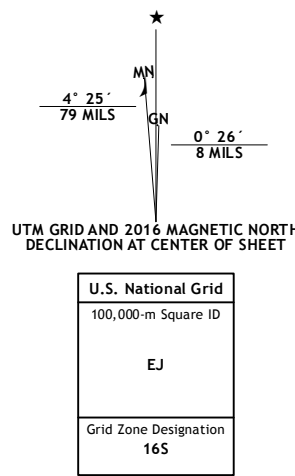 ★
MN
GN
4° 25´
79 MILS
0° 26´
8 MILS
UTM GRID AND 2016 MAGNETIC NORTH
DECLINATION AT CENTER OF SHEET
U.S. National Grid
100,000-m Square ID
EJ
Grid Zone Designation
16S